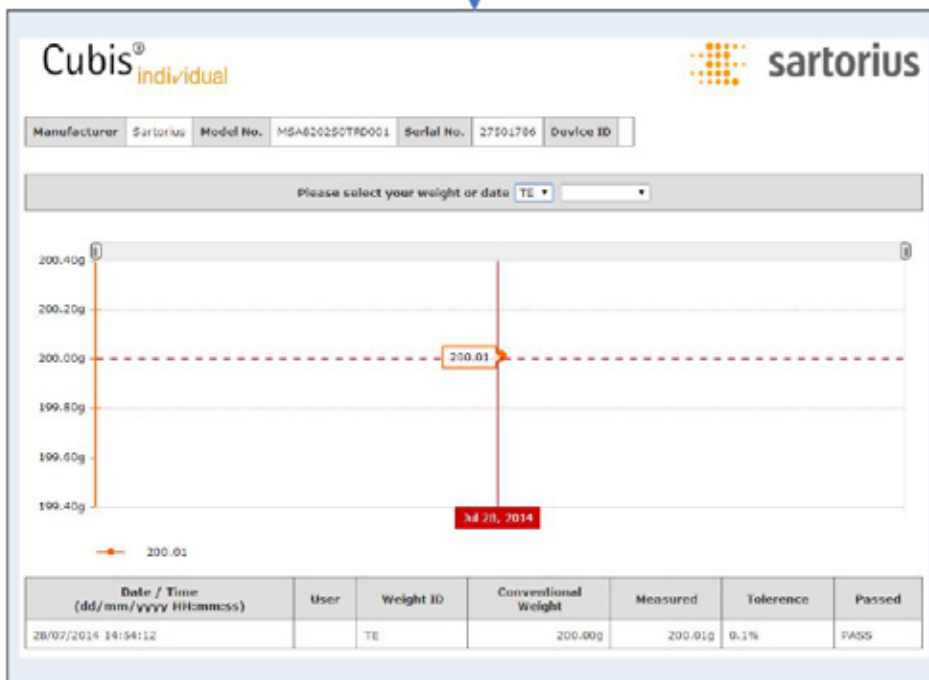 Cubis®
individual
sartorius
Manufacturer Sartorius Model No. MSA8202S0TRD001 Serial No. 27501786 Device ID
Please select your weight or date TE
200.40g
200.20g
200.00g
200.01
199.80g
199.60g
199.40g
Jul 28, 2014
200.01
Date / Time
(dd/mm/yyyy HH:mm:ss) User Weight ID Conventional
Weight Measured Tolerence Passed
28/07/2014 14:54:12 TE 200.00g 200.01g 0.1% PASS